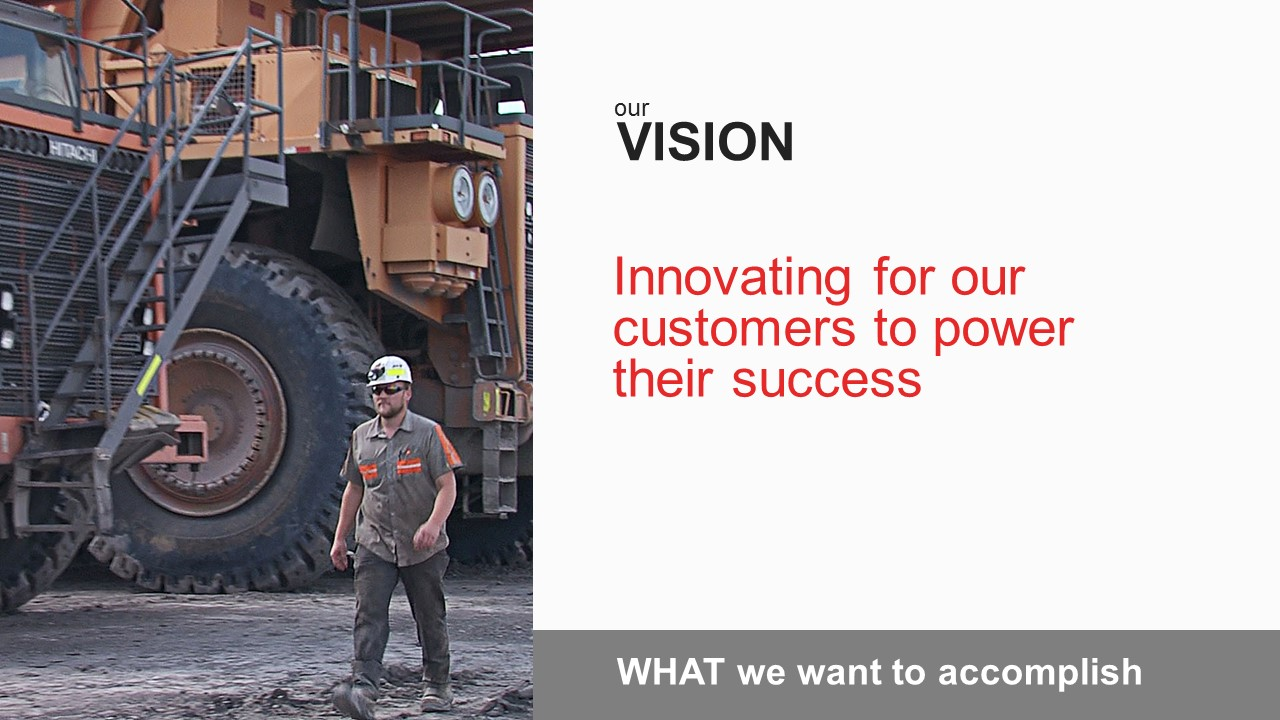 HITACHI
our
VISION
Innovating for our
customers to power
their success
WHAT we want to accomplish